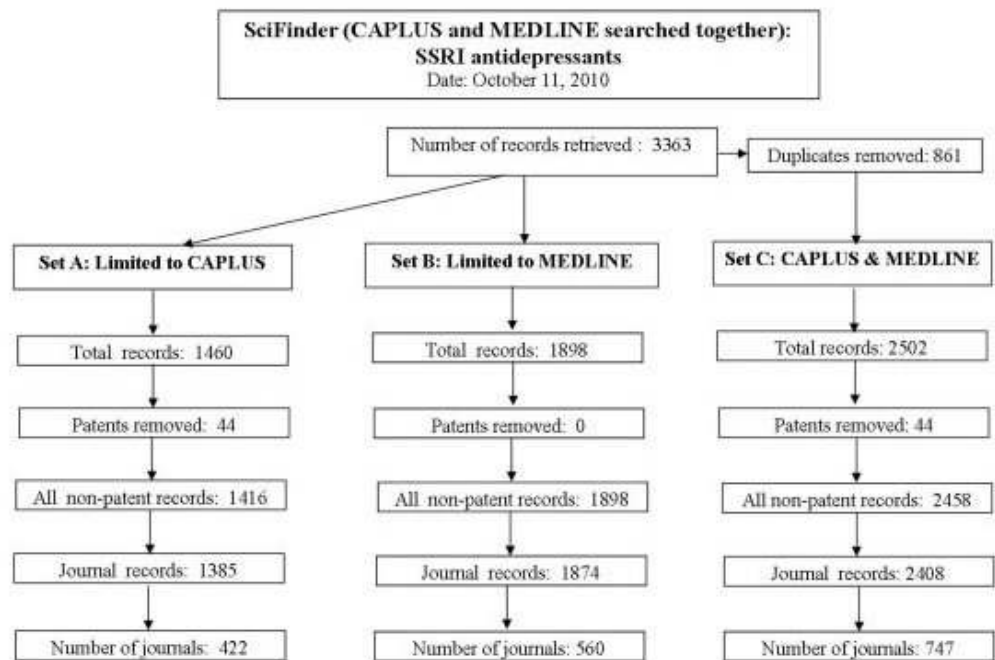 SciFinder (CAPLUS and MEDLINE searched together):
SSRI antidepressants
Date: October 11, 2010
Number of records retrieved : 3363
Duplicates removed: 861
Set A: Limited to CAPLUS
Set B: Limited to MEDLINE
Set C: CAPLUS & MEDLINE
Total records: 1460
Total records: 1898
Total records: 2502
Patents removed: 44
Patents removed: 0
Patents removed: 44
All non-patent records: 1416
All non-patent records: 1898
All non-patent records: 2458
Journal records: 1385
Journal records: 1874
Journal records: 2408
Number of journals: 422
Number of journals: 560
Number of journals: 747